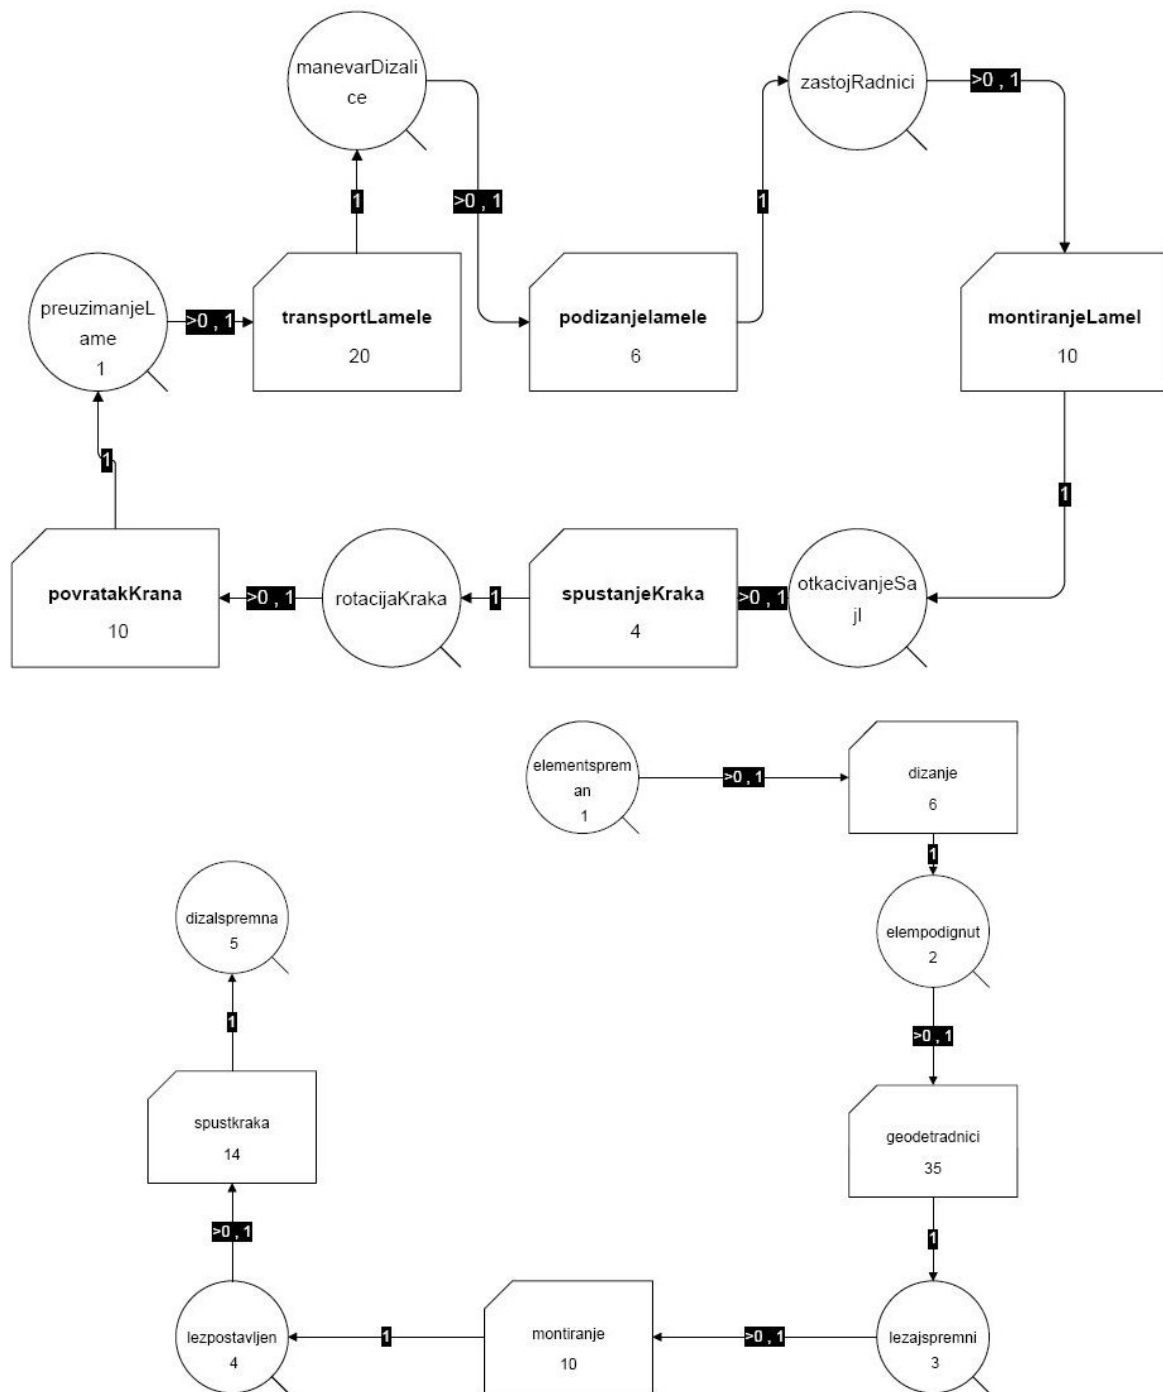 manevarDizali
ce
zastojRadnici
>0 , 1
1
>0 , 1
1
preuzimanjeL
ame
1
>0 , 1
transportLamele
20
podizanjelamele
6
montiranjeLamel
10
1
1
povratakKrana
10
>0 , 1
rotacijaKraka
1
spustanjeKraka
4
>0 , 1
otkacivanjeSa
jl
elementsprem
an
1
>0 , 1
dizanje
6
1
dizalspremna
5
elempodignut
2
1
>0 , 1
spustkraka
14
geodetradnici
35
>0 , 1
1
lezpostavljen
4
1
montiranje
10
>0 , 1
lezajspremni
3